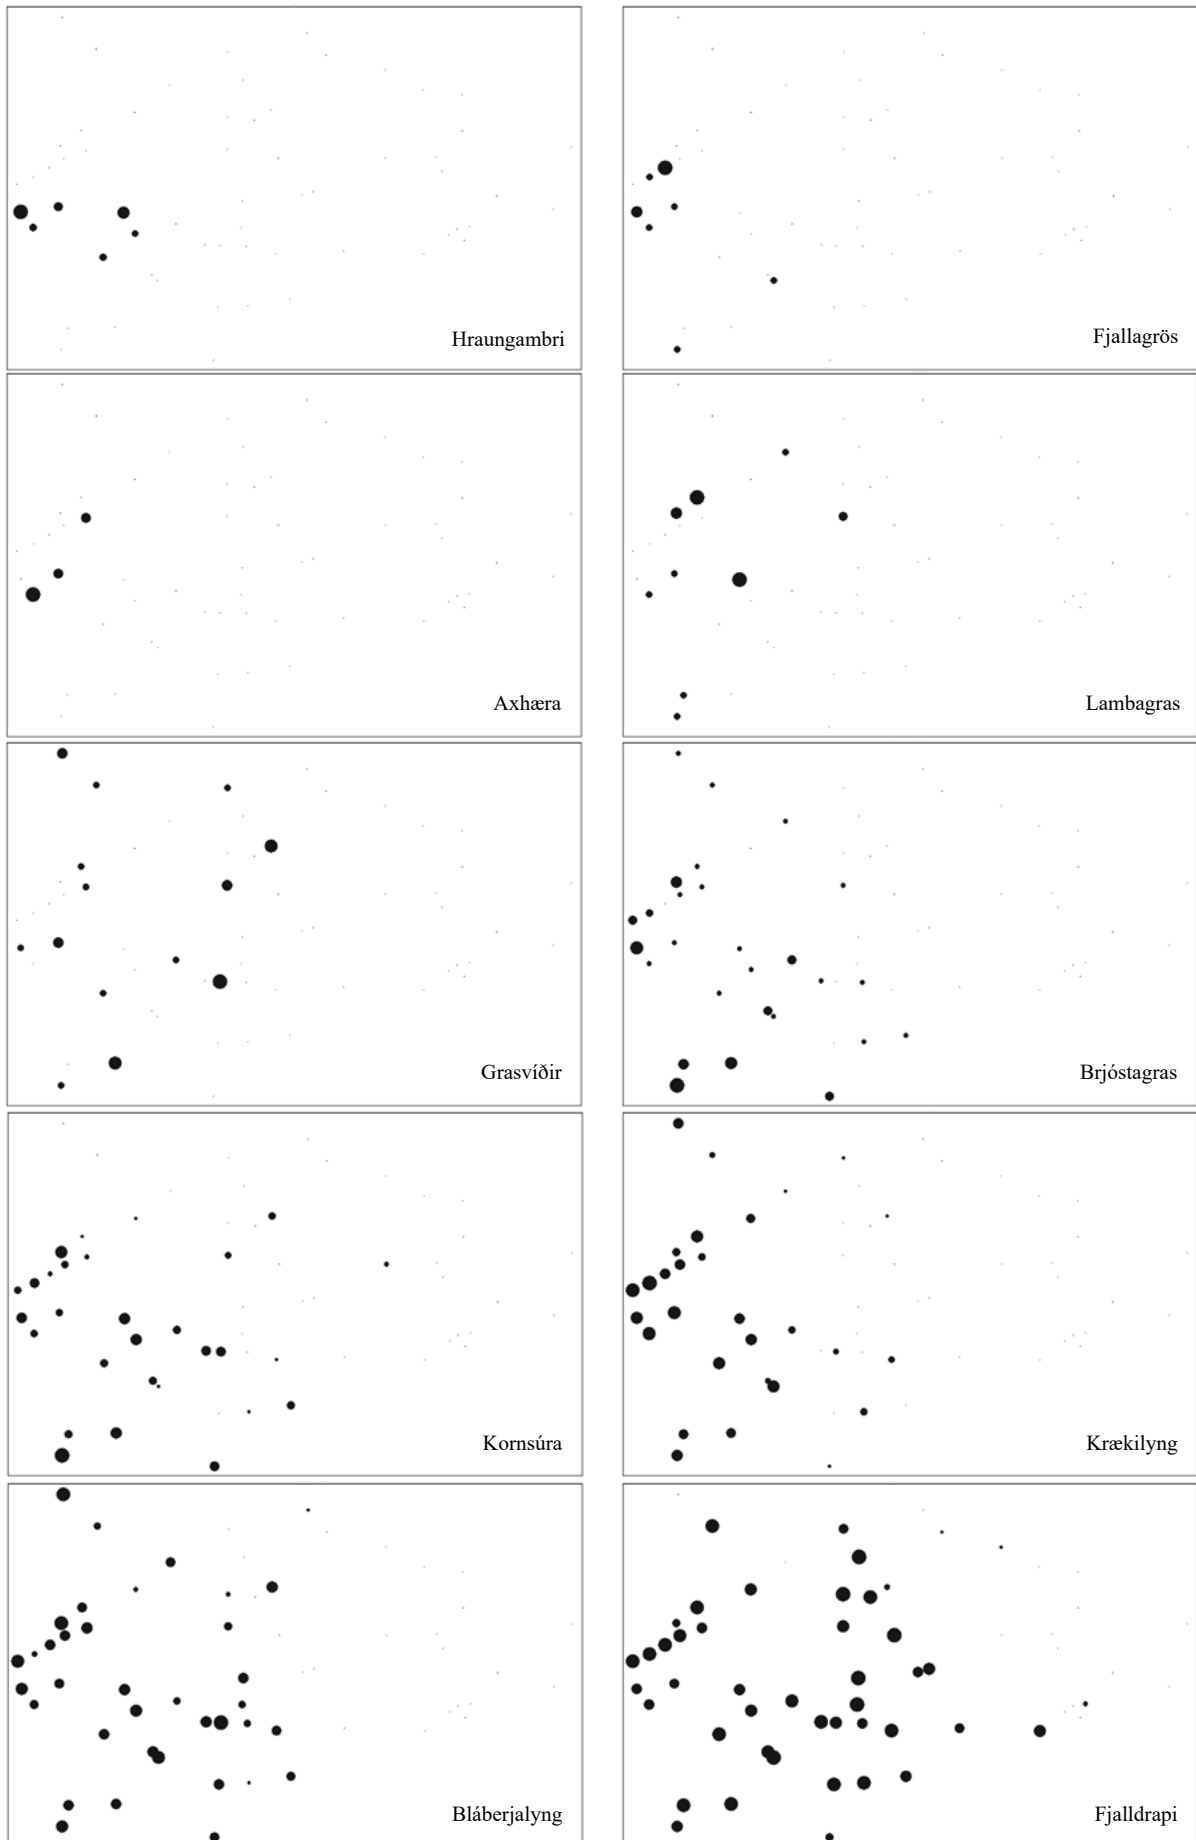 Hraungambri
Fjallagrös
Axhæra
Lambagras
Grasvíðir
Brjóstagras
Kornsúra
Krækilyng
Bláberjalyng
Fjalldrapi